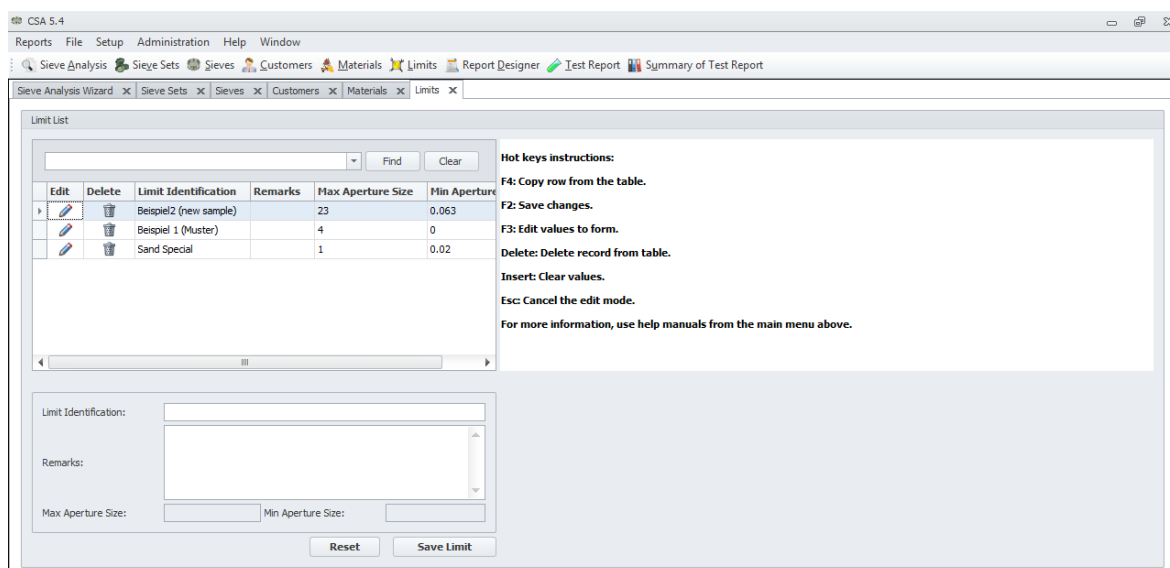 CSA 5.4
Reports File Setup Administration Help Window
Sieve Analysis Sieve Sets Sieves Customers Materials Limits Report Designer Test Report Summary of Test Report
Sieve Analysis Wizard Sieve Sets Sieves Customers Materials Limits
Limit List
Find Clear
Edit Delete Limit Identification Remarks Max Aperture Size Min Aperture
Beispiel2 (new sample) 23 0.063
Beispiel 1 (Muster) 4 0
Sand Special 1 0.02
Hot keys instructions:
F4: Copy row from the table.
F2: Save changes.
F3: Edit values to form.
Delete: Delete record from table.
Insert: Clear values.
Esc: Cancel the edit mode.
For more information, use help manuals from the main menu above.
Limit Identification:
Remarks:
Max Aperture Size: Min Aperture Size:
Reset Save Limit